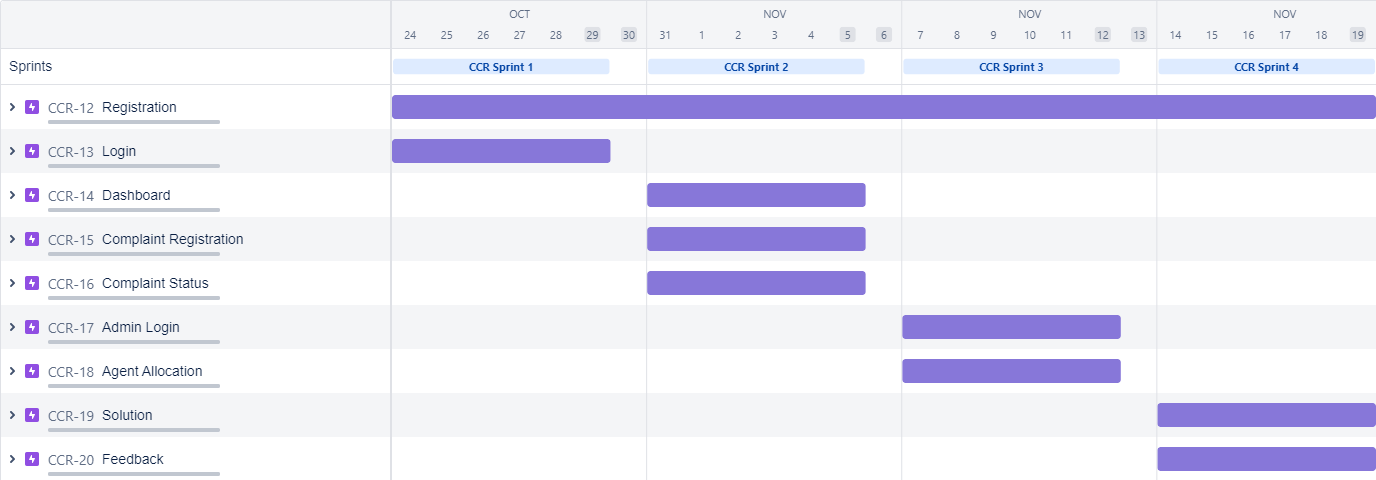 OCT NOV NOV NOV
24 25 26 27 28 29 30 31 1 2 3 4 5 6 7 8 9 10 11 12 13 14 15 16 17 18 19
Sprints CCR Sprint 1 CCR Sprint 2 CCR Sprint 3 CCR Sprint 4
CCR-12 Registration
CCR-13 Login
CCR-14 Dashboard
CCR-15 Complaint Registration
CCR-16 Complaint Status
CCR-17 Admin Login
CCR-18 Agent Allocation
CCR-19 Solution
CCR-20 Feedback